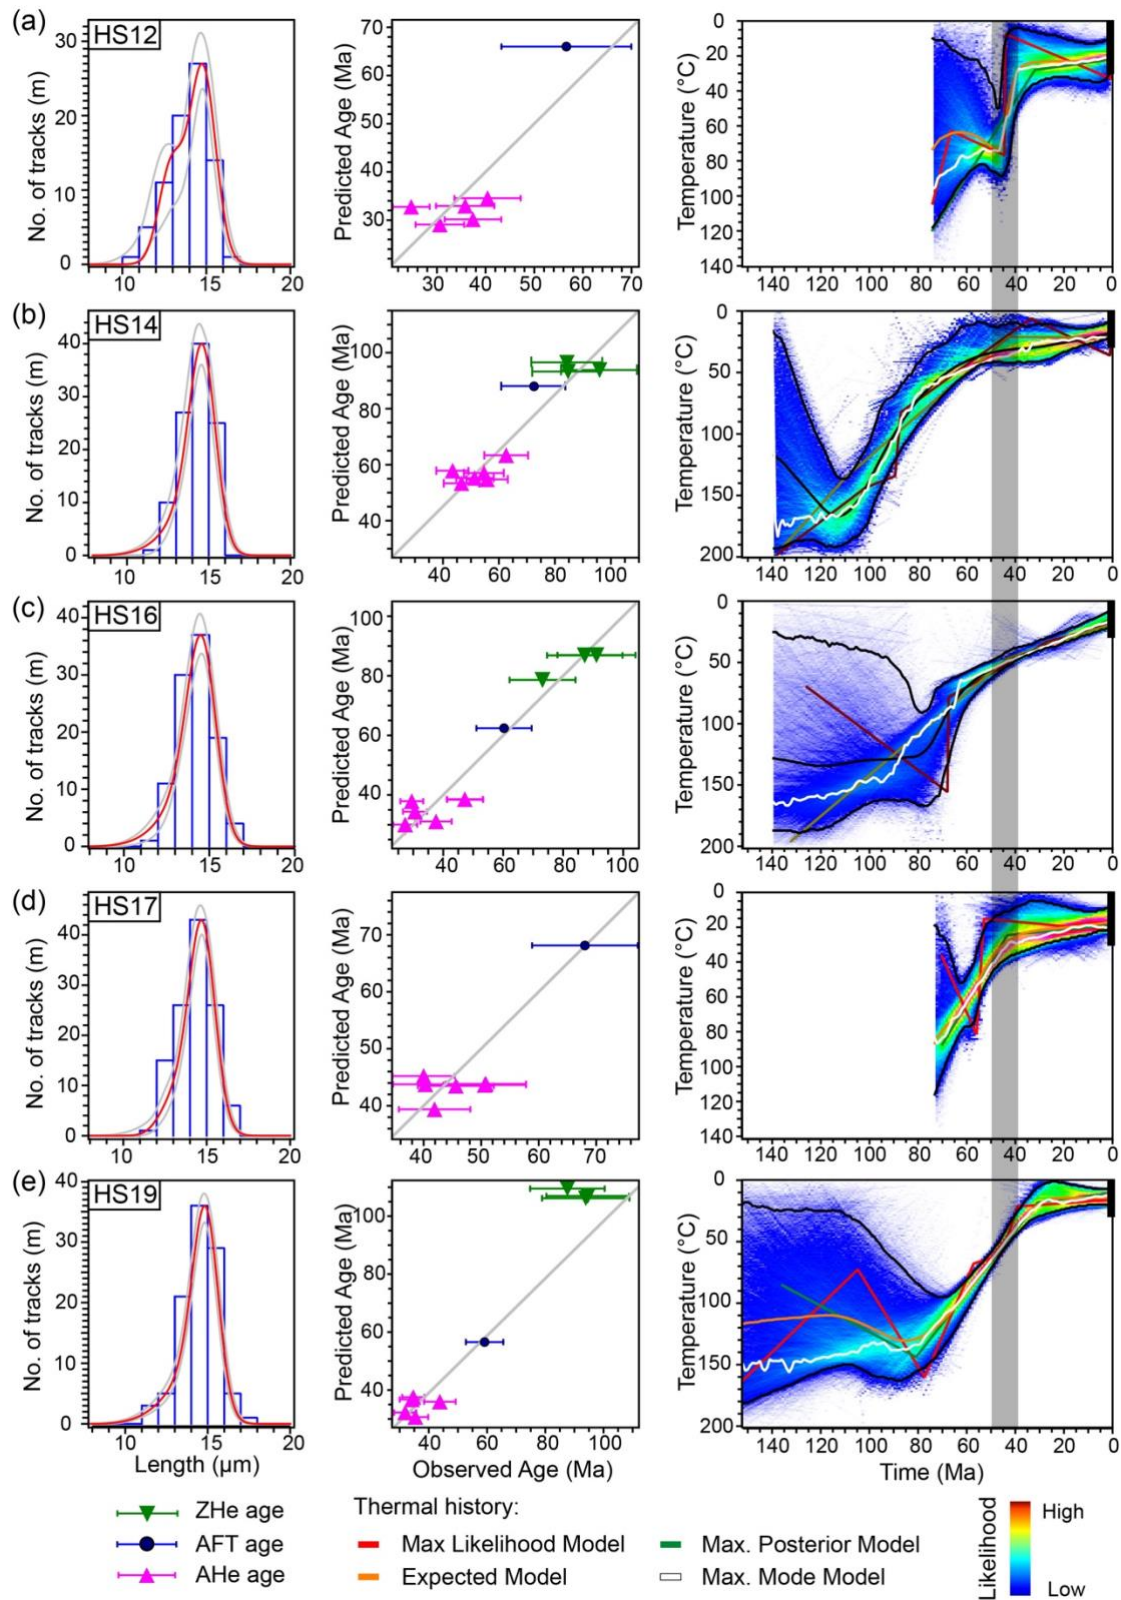 (a)
HS12
No. of tracks (m)
30
20
10
0
10 15 20
Predicted Age (Ma)
70
60
50
40
30
30 40 50 60 70
Temperature (°C)
0
20
40
60
80
100
120
140
140 120 100 80 60 40 20 0
(b)
HS14
No. of tracks (m)
40
30
20
10
0
10 15 20
Predicted Age (Ma)
100
80
60
40
40 60 80 100
Temperature (°C)
0
50
100
150
200
140 120 100 80 60 40 20 0
(c)
HS16
No. of tracks (m)
40
30
20
10
0
10 15 20
Predicted Age (Ma)
100
80
60
40
40 60 80 100
Temperature (°C)
0
50
100
150
200
140 120 100 80 60 40 20 0
(d)
HS17
No. of tracks (m)
40
30
20
10
0
10 15 20
Predicted Age (Ma)
70
60
50
40
40 50 60 70
Temperature (°C)
0
20
40
60
80
100
120
140
140 120 100 80 60 40 20 0
(e)
HS19
No. of tracks (m)
40
30
20
10
0
10 15 20
Length (µm)
Predicted Age (Ma)
100
80
60
40
40 60 80 100
Observed Age (Ma)
Temperature (°C)
0
50
100
150
200
140 120 100 80 60 40 20 0
Time (Ma)
ZHe age
AFT age
AHe age
Thermal history:
Max Likelihood Model
Expected Model
Max. Posterior Model
Max. Mode Model
Likelihood
High
Low